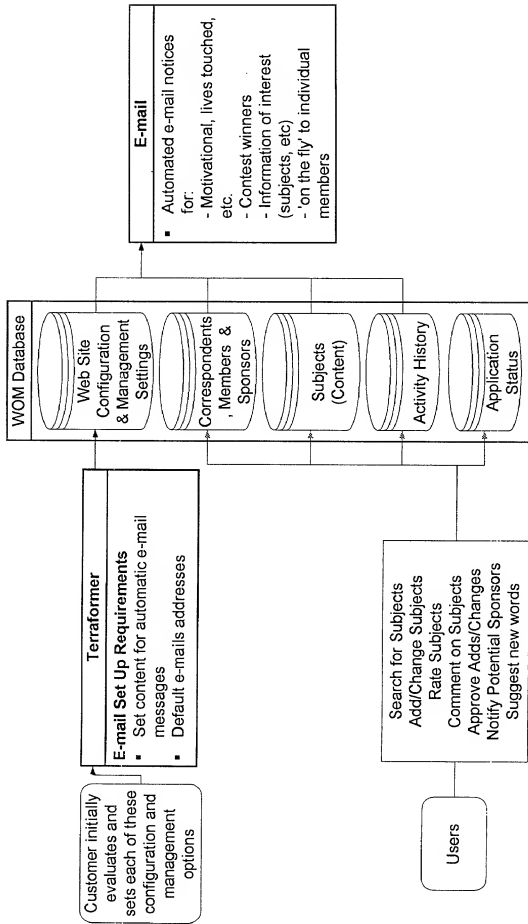 Customer initially
evaluates and
sets each of these
configuration and
management
options
Terraformer
E-mail Set Up Requirements
▪ Set content for automatic e-mail
messages
▪ Default e-mails addresses
WOM Database
Web Site
Configuration
& Management
Settings
Correspondents
, Members &
Sponsors
Subjects
(Content)
Activity History
Application
Status
E-mail
▪ Automated e-mail notices
for:
- Motivational, lives touched,
etc.
- Contest winners
- Information of interest
(subjects, etc)
- 'on the fly' to individual
members
Users
Search for Subjects
Add/Change Subjects
Rate Subjects
Comment on Subjects
Approve Adds/Changes
Notify Potential Sponsors
Suggest new words